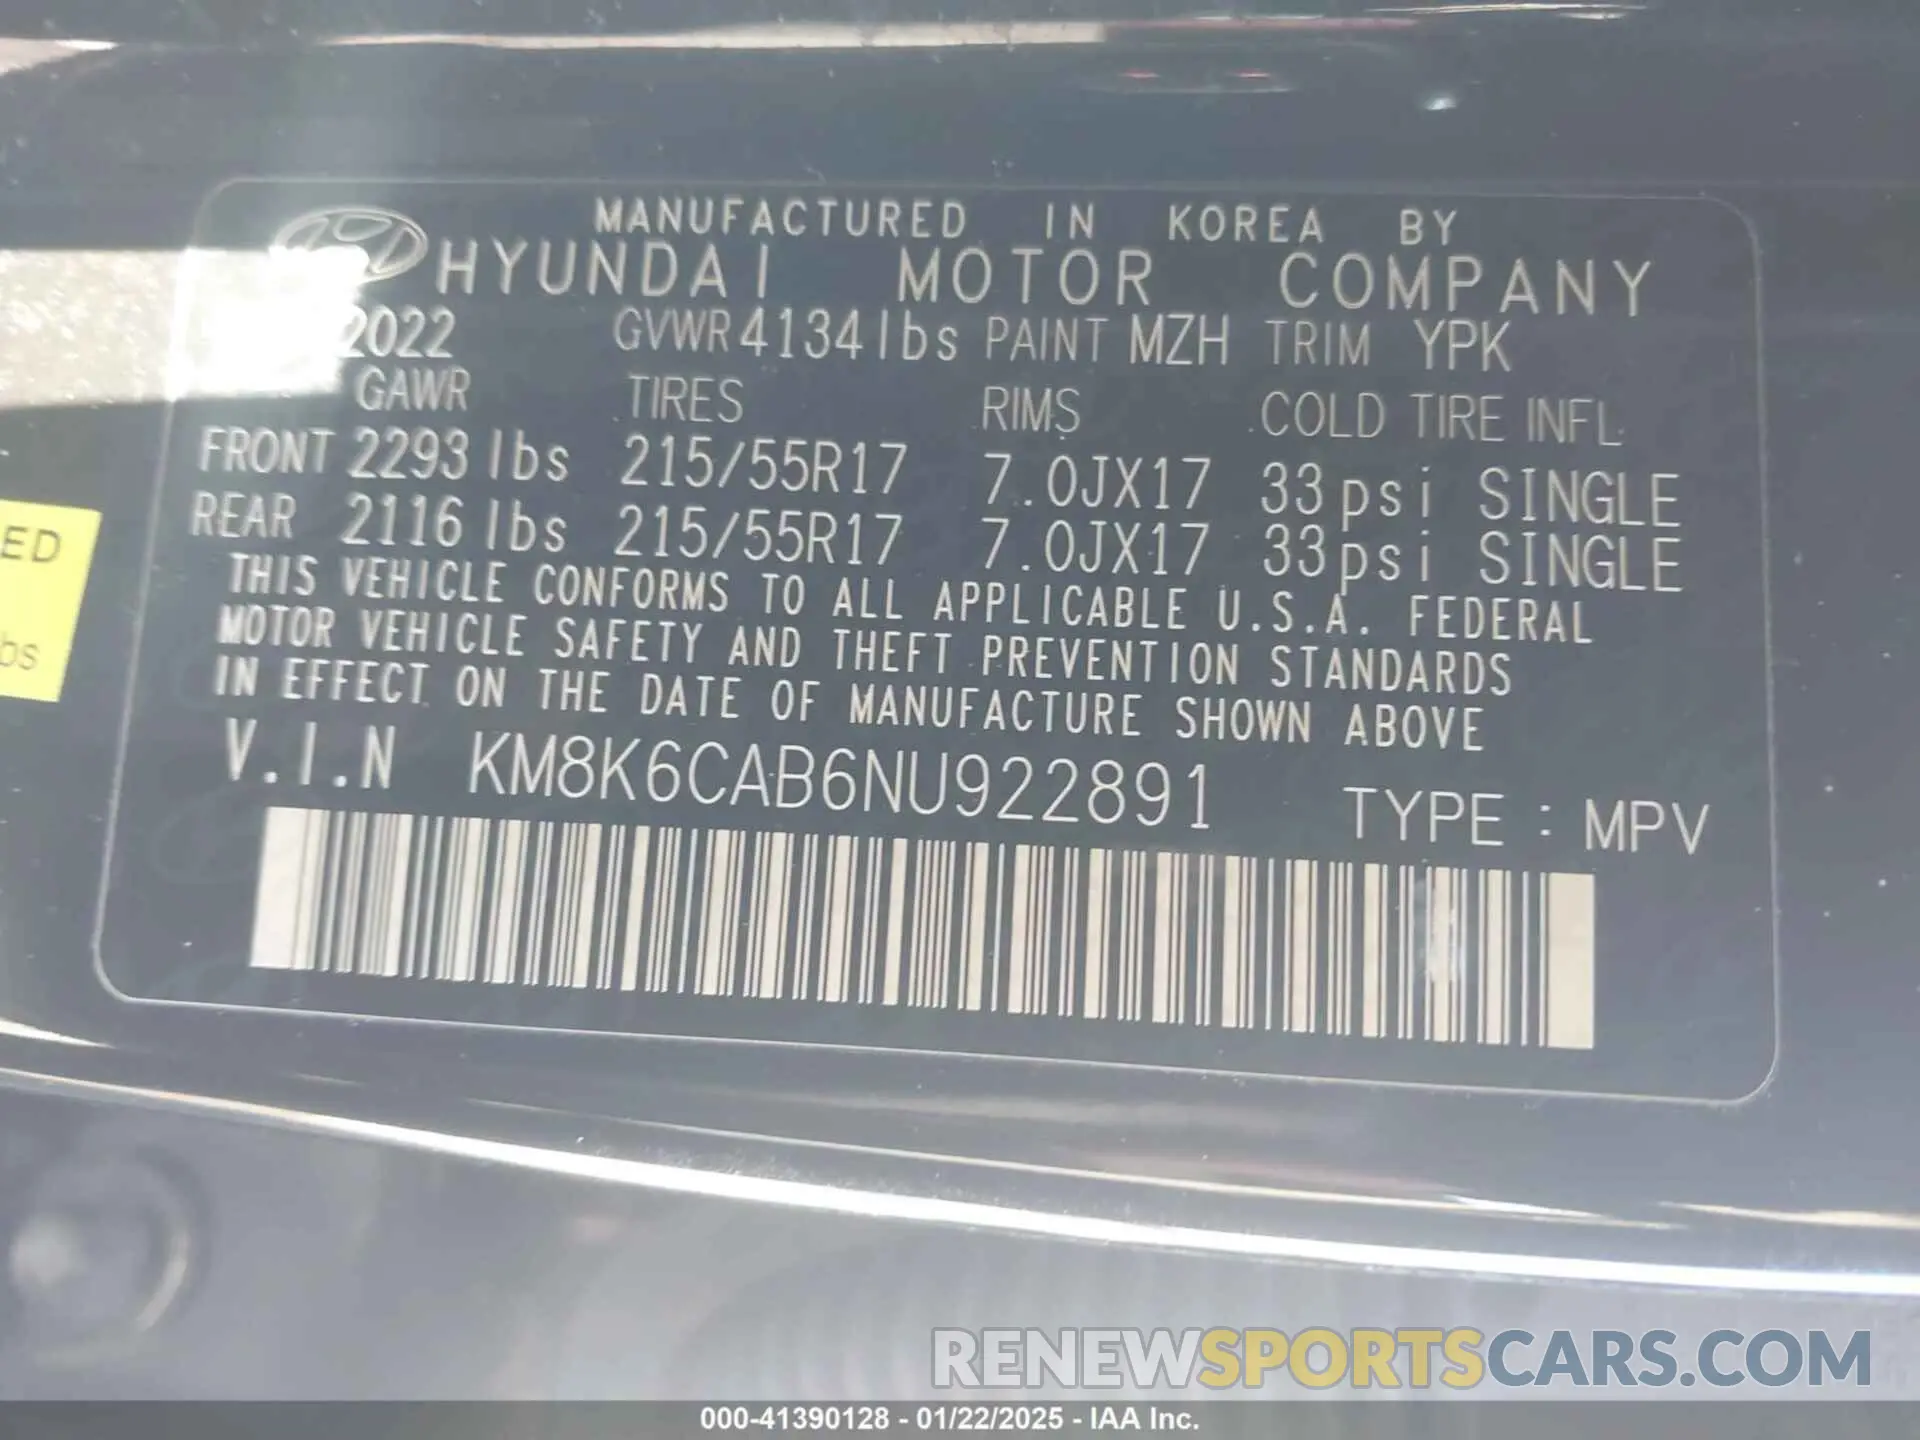 MANUFACTURED IN KOREA BY
HYUNDAI MOTOR COMPANY
2022 GVWR 4134lbs PAINT MZH TRIM YPK
GAWR TIRES RIMS COLD TIRE INFL.
FRONT 2293 lbs 215/55R17 7.0JX17 33psi SINGLE
REAR 2116 lbs 215/55R17 7.0JX17 33psi SINGLE
THIS VEHICLE CONFORMS TO ALL APPLICABLE U.S.A. FEDERAL
MOTOR VEHICLE SAFETY AND THEFT PREVENTION STANDARDS
IN EFFECT ON THE DATE OF MANUFACTURE SHOWN ABOVE
V.I.N KM8K6CAB6NU922891 TYPE : MPV
ED
bs
RENEWSPORTSCARS.COM
000-41390128 - 01/22/2025 - IAA Inc.